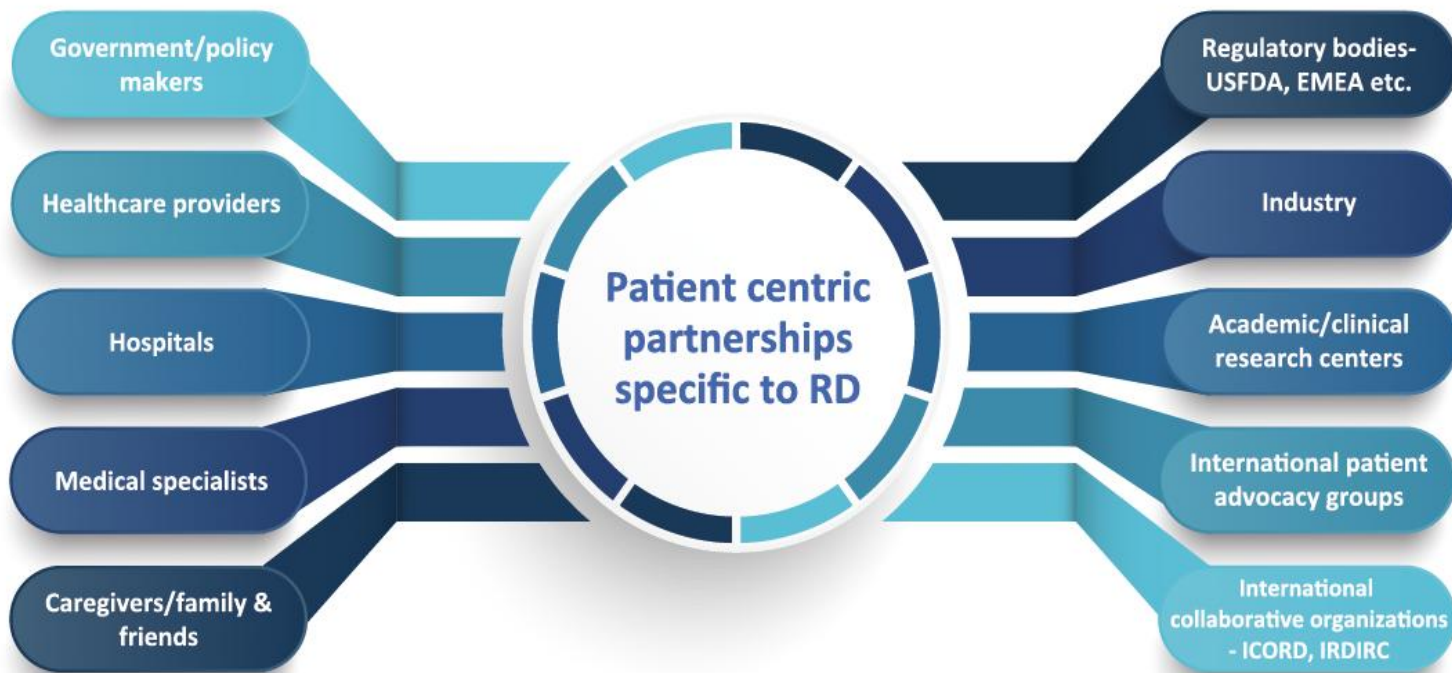 Government/policy
makers
Healthcare providers
Hospitals
Medical specialists
Caregivers/family &
friends
Patient centric
partnerships
specific to RD
Regulatory bodies-
USFDA, EMEA etc.
Industry
Academic/clinical
research centers
International patient
advocacy groups
International
collaborative organizations
- ICORD, IRDIRC